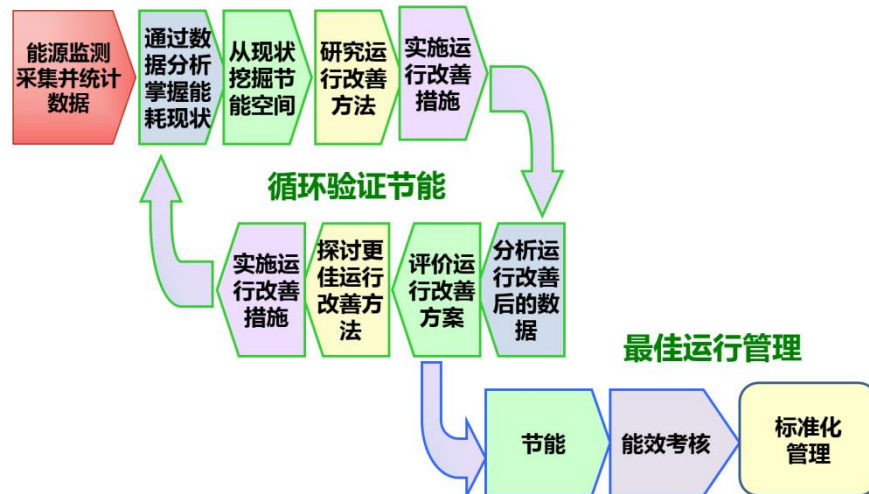 能源监测
采集并统计
数据
通过数
据分析
掌握能
耗现状
从现状
挖掘节
能空间
研究运
行改善
方法
实施运
行改善
措施
循环验证节能
实施运
行改善
措施
探讨更
佳运行
改善方
法
评价运
行改善
方案
分析运
行改善
后的数
据
最佳运行管理
节能
能效考核
标准化
管理